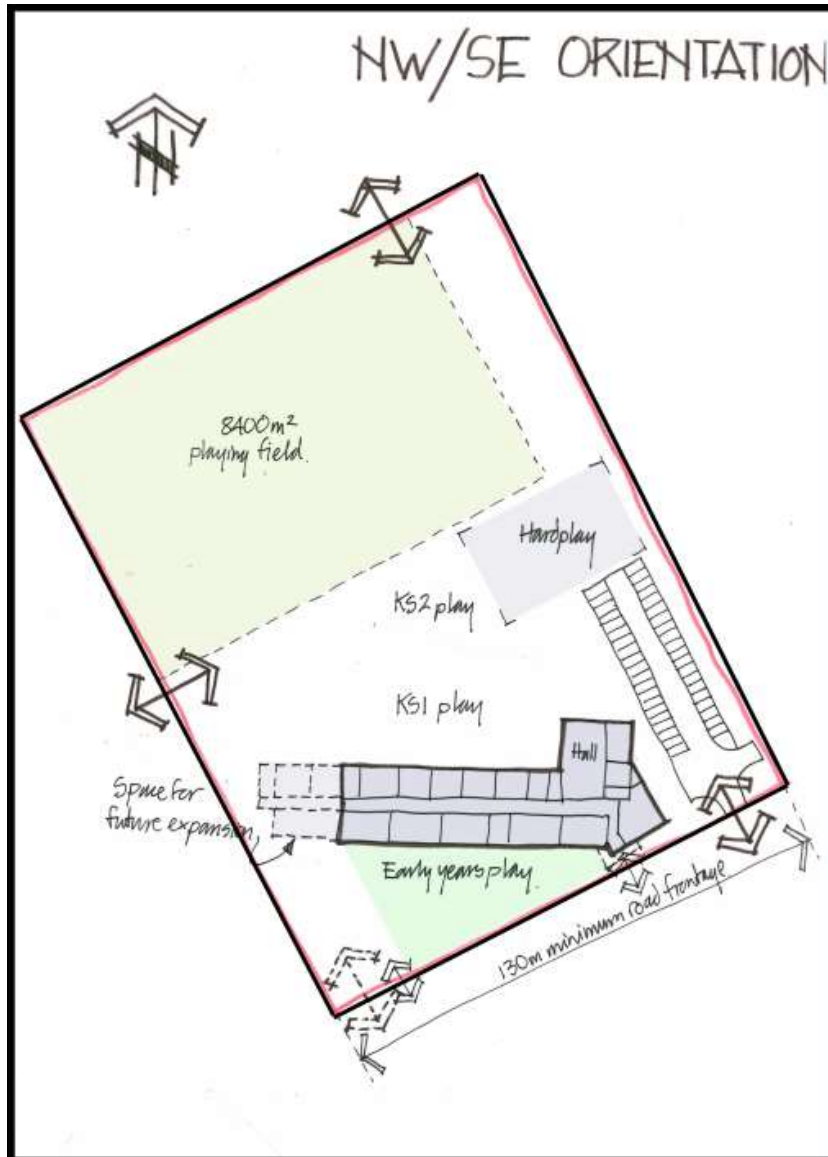 NW/SE ORIENTATION
8400m²
playing field.
Hardplay
KS2 play
KS1 play
Hall
Space for
future expansion,
Early years play.
130m minimum road frontage